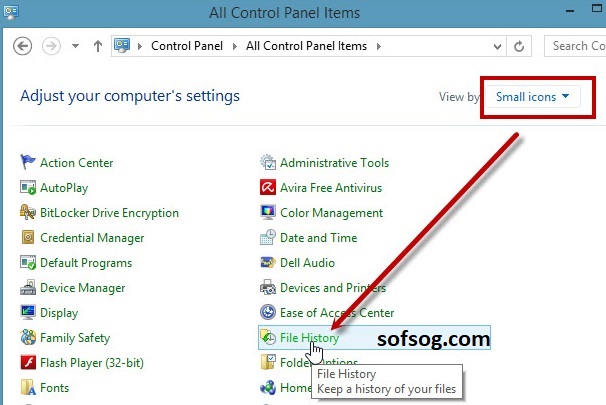 All Control Panel Items
Control Panel
All Control Panel Items
Search Co
Adjust your computer's settings
View by
Small icons
Action Center
Administrative Tools
AutoPlay
Avira Free Antivirus
BitLocker Drive Encryption
Color Management
Credential Manager
Date and Time
Default Programs
Dell Audio
Device Manager
Devices and Printers
Display
Ease of Access Center
Family Safety
File History
sofsog.com
Flash Player (32-bit)
Folder Options
File History
Keep a history of your files
Fonts
Home